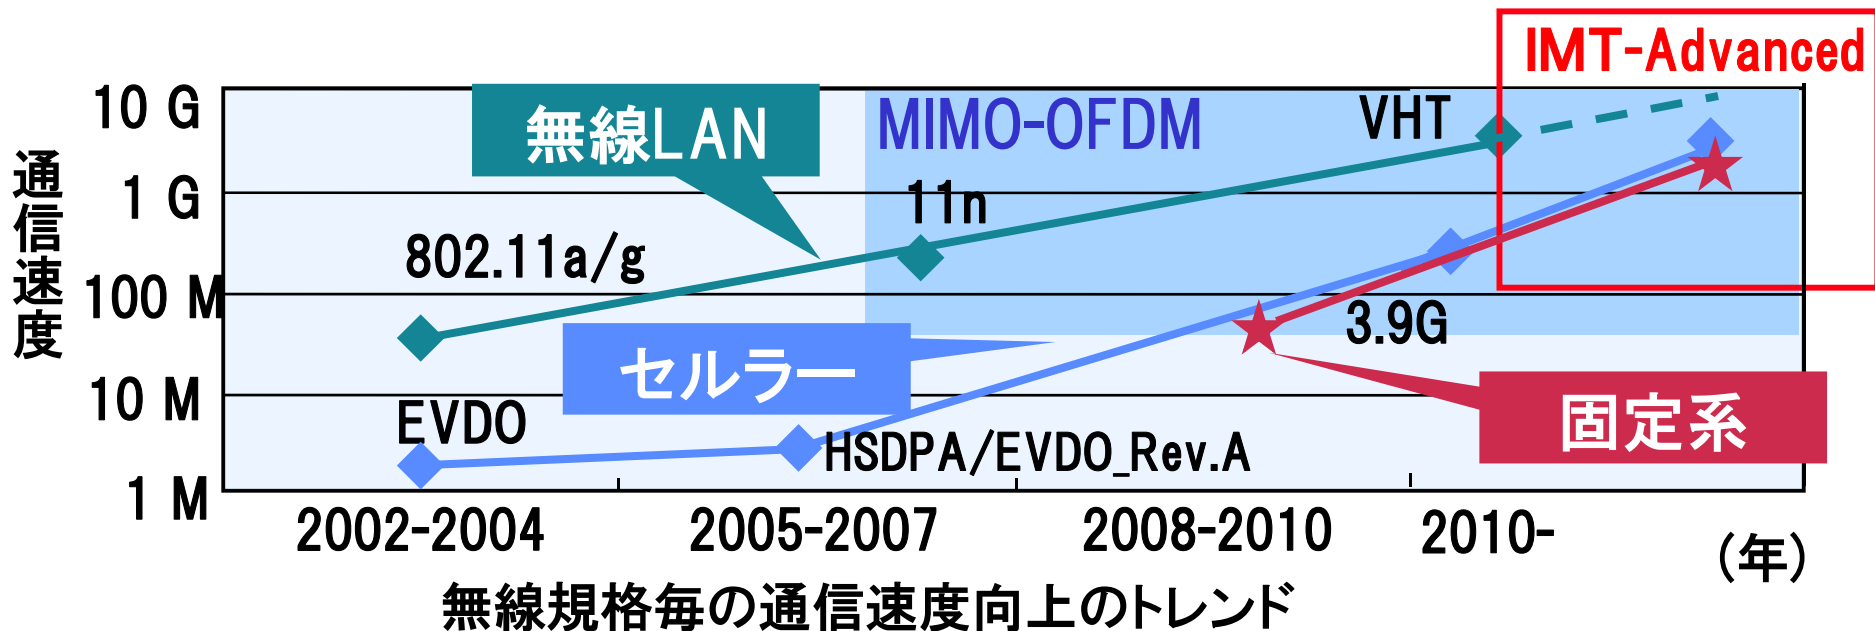 IMT-Advanced
10 G
無線LAN
MIMO-OFDM
VHT
通信速度
1 G
11n
802.11a/g
100 M
3.9G
セルラー
10 M
EVDO
固定系
HSDPA/EVDO_Rev.A
1 M
2002-2004
2005-2007
2008-2010
2010-
(年)
無線規格毎の通信速度向上のトレンド